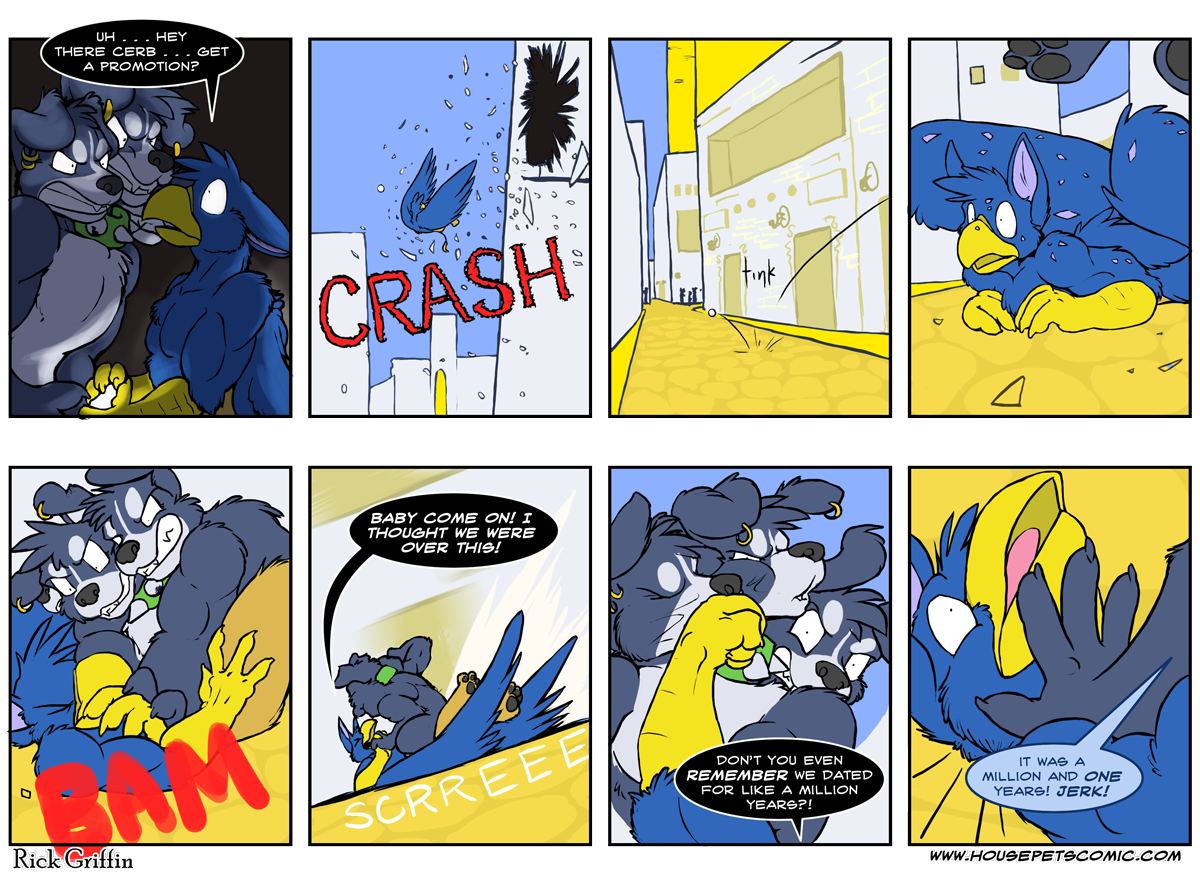 UH . . . HEY
THERE CERB . . . GET
A PROMOTION?
CRASH
tink
BAM
BABY COME ON! I
THOUGHT WE WERE
OVER THIS!
SCRREEE
DON'T YOU EVEN
REMEMBER WE DATED
FOR LIKE A MILLION
YEARS?!
IT WAS A
MILLION AND ONE
YEARS! JERK!
Rick Griffin
WWW.HOUSEPETSCOMIC.COM